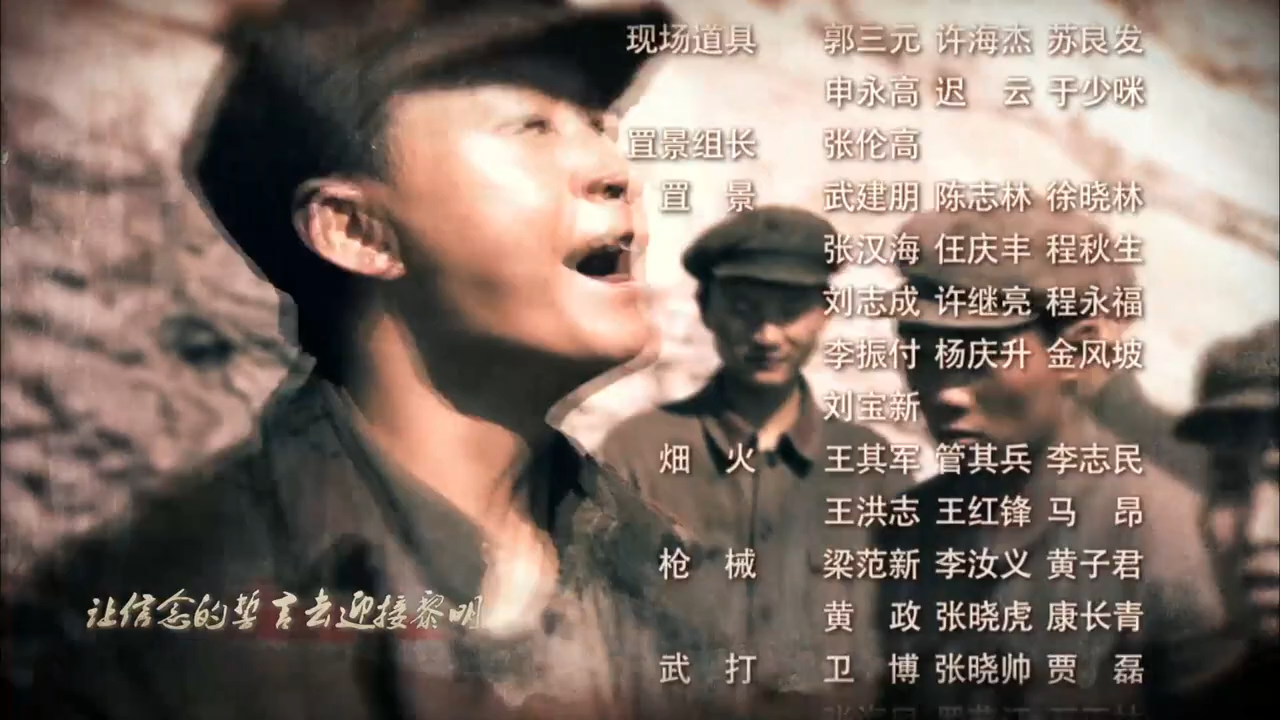 现场道具 郭三元 许海杰 苏良发
申永高 迟 云 于少咪
置景组长 张伦高
置 景 武建朋 陈志林 徐晓林
张汉海 任庆丰 程秋生
刘志成 许继亮 程永福
李振付 杨庆升 金风坡
刘宝新
烟 火 王其军 管其兵 李志民
王洪志 王红锋 马 昂
枪 械 梁范新 李汝义 黄子君
黄 政 张晓虎 康长青
让信念的誓言去迎接黎明
武 打 卫 博 张晓帅 贾 磊